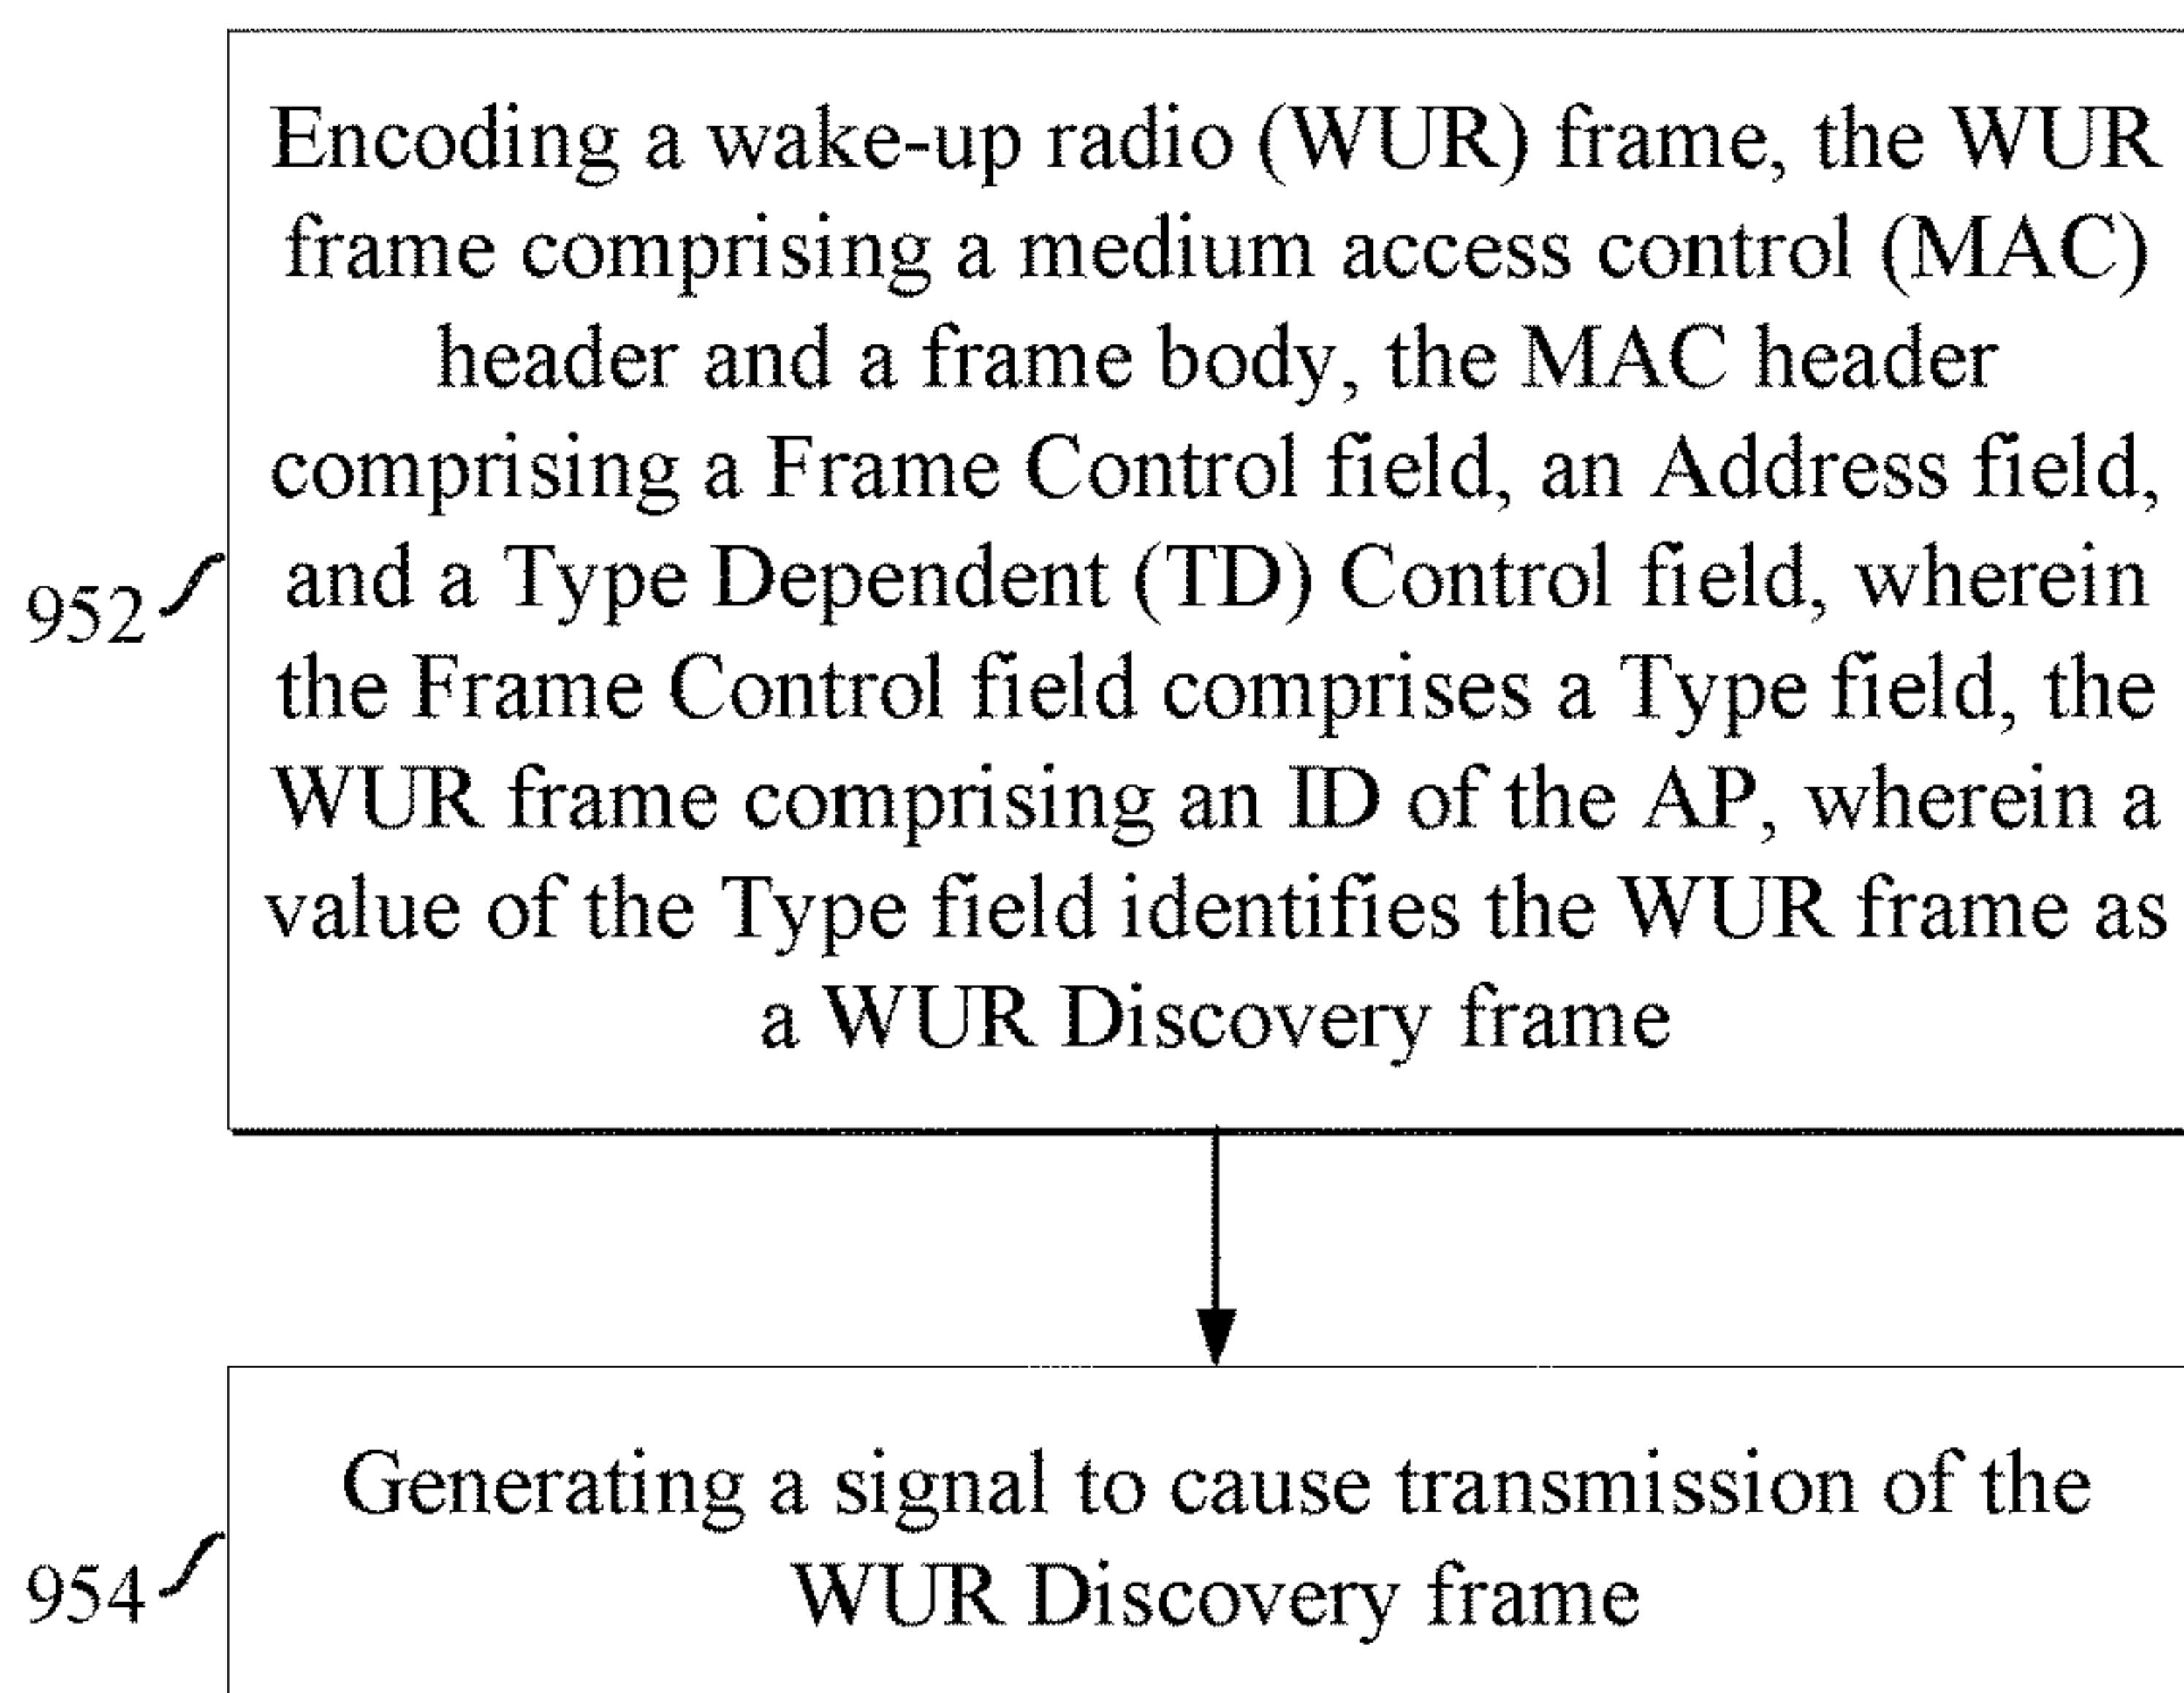 Encoding a wake-up radio (WUR) frame, the WUR
frame comprising a medium access control (MAC)
header and a frame body, the MAC header
comprising a Frame Control field, an Address field,
and a Type Dependent (TD) Control field, wherein
952
the Frame Control field comprises a Type field, the
WUR frame comprising an ID of the AP, wherein a
value of the Type field identifies the WUR frame as
a WUR Discovery frame
Generating a signal to cause transmission of the
954
WUR Discovery frame